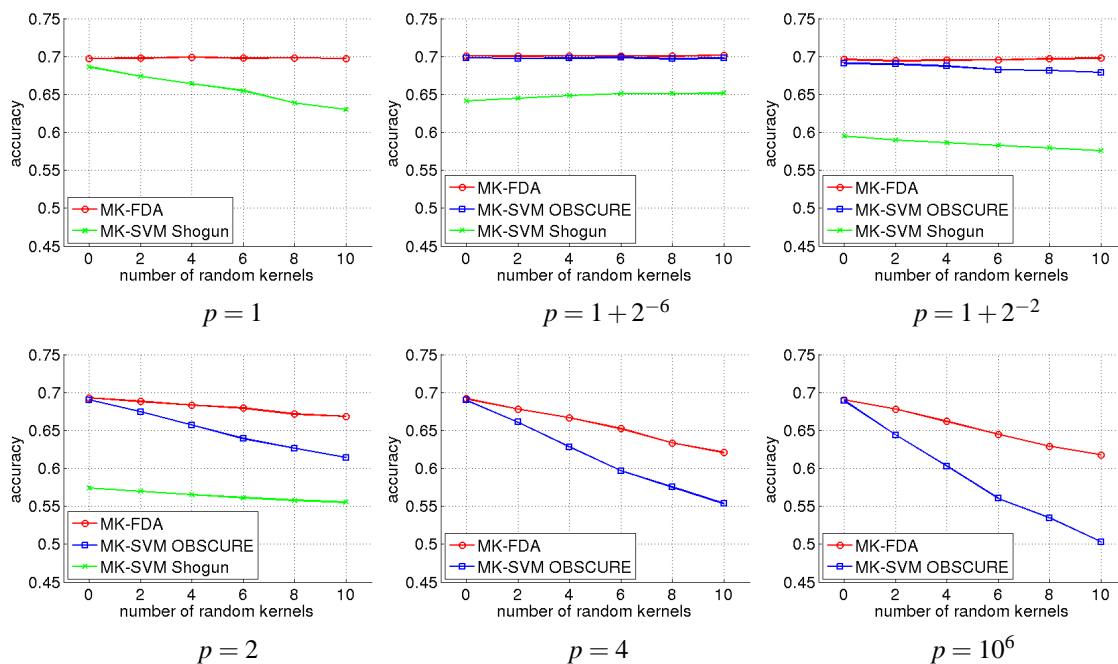 0.75
0.7
0.65
0.6
0.55
0.5
0.45
accuracy
MK-FDA
MK-SVM Shogun
0 2 4 6 8 10
number of random kernels
p = 1
0.75
0.7
0.65
0.6
0.55
0.5
0.45
accuracy
MK-FDA
MK-SVM OBSCURE
MK-SVM Shogun
0 2 4 6 8 10
number of random kernels
p = 1 + 2⁻⁶
0.75
0.7
0.65
0.6
0.55
0.5
0.45
accuracy
MK-FDA
MK-SVM OBSCURE
MK-SVM Shogun
0 2 4 6 8 10
number of random kernels
p = 1 + 2⁻²
0.75
0.7
0.65
0.6
0.55
0.5
0.45
accuracy
MK-FDA
MK-SVM OBSCURE
MK-SVM Shogun
0 2 4 6 8 10
number of random kernels
p = 2
0.75
0.7
0.65
0.6
0.55
0.5
0.45
accuracy
MK-FDA
MK-SVM OBSCURE
0 2 4 6 8 10
number of random kernels
p = 4
0.75
0.7
0.65
0.6
0.55
0.5
0.45
accuracy
MK-FDA
MK-SVM OBSCURE
0 2 4 6 8 10
number of random kernels
p = 10⁶